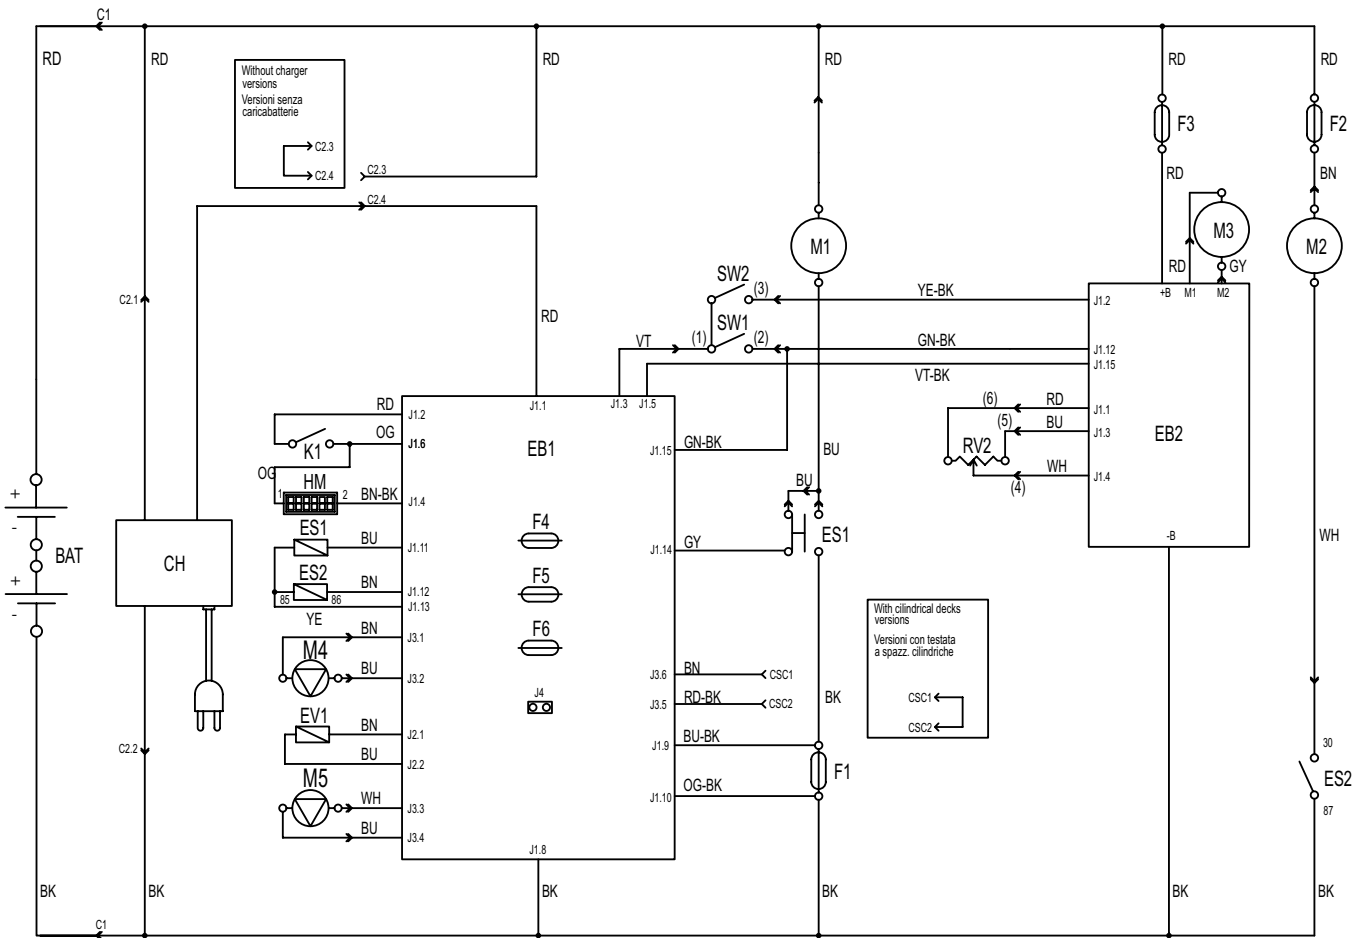 C1
RD
RD
RD
RD
RD
RD
Without charger
versions
Versioni senza
caricabatterie
C2.3
C2.4
C2.3
C2.4
F3
F2
RD
BN
M1
M3
M2
RD
GY
SW2
(3)
YE-BK
+B
M1
M2
J1.2
C2.1
RD
SW1
(1)
(2)
VT
GN-BK
J1.12
VT-BK
J1.15
J1.1
J1.3
J1.5
RD
J1.2
(6)
RD
J1.1
OG
J1.6
K1
EB1
GN-BK
J1.15
BU
(5)
BU
J1.3
EB2
RV2
WH
J1.4
(4)
OG
HM
1
2
BN-BK
J1.4
BU
+
-
BAT
+
-
CH
ES1
BU
J1.11
F4
GY
J1.14
ES1
-B
WH
ES2
85
86
BN
J1.12
J1.13
YE
F5
With cilindrical decks
versions
Versioni con testata
a spazz. cilindriche
CSC1
CSC2
BN
J3.1
M4
BU
J3.2
F6
BN
J3.6
CSC1
RD-BK
J3.5
CSC2
BK
J4
EV1
BN
J2.1
BU
J2.2
C2.2
BU-BK
J1.9
F1
30
ES2
87
M5
WH
J3.3
BU
J3.4
OG-BK
J1.10
J1.8
BK
BK
BK
BK
BK
BK
C1